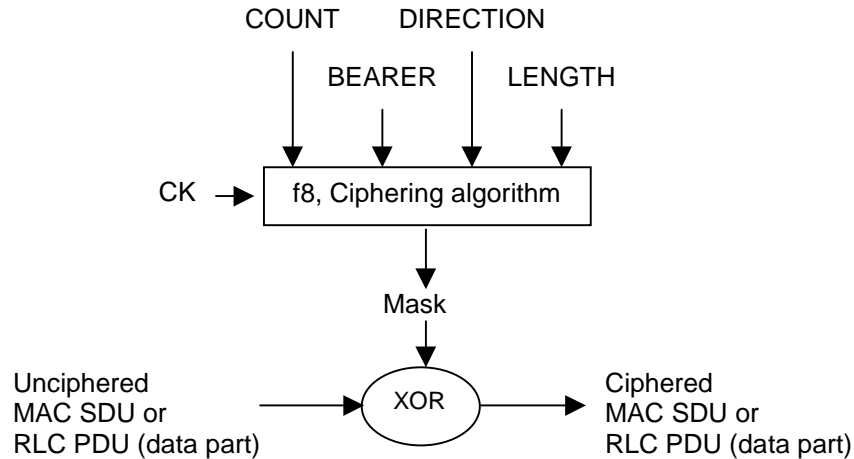 COUNT DIRECTION
BEARER LENGTH
CK
f8, Ciphering algorithm
Mask
Unciphered
MAC SDU or
RLC PDU (data part)
XOR
Ciphered
MAC SDU or
RLC PDU (data part)